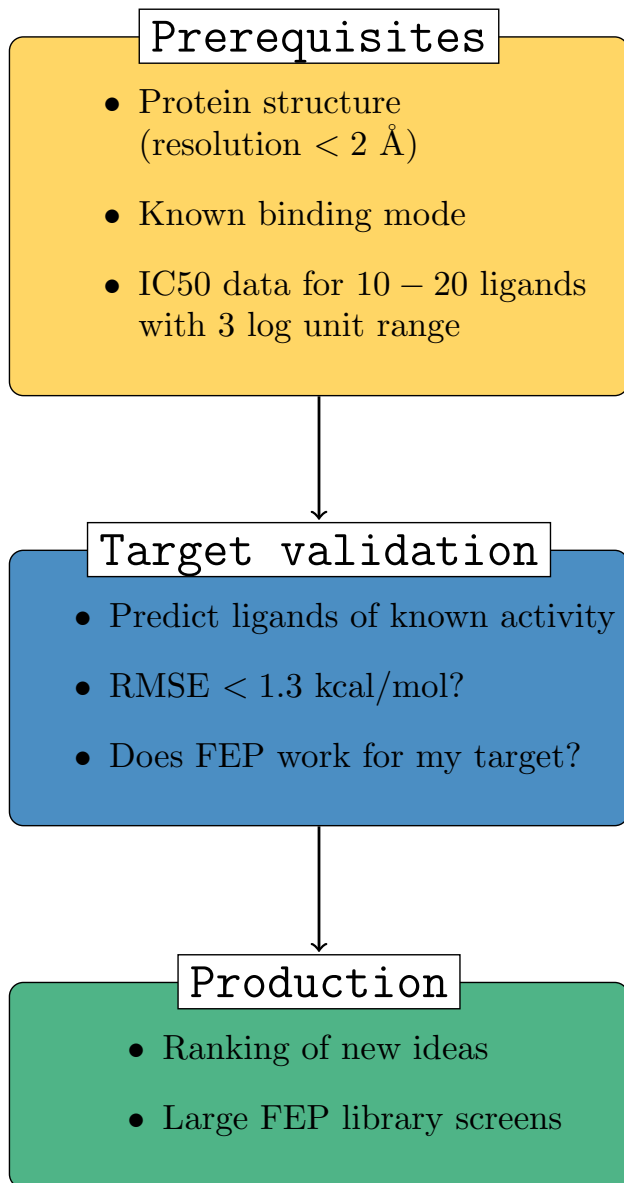 Prerequisites
• Protein structure
(resolution < 2 Å)
• Known binding mode
• IC50 data for 10 – 20 ligands
with 3 log unit range
Target validation
• Predict ligands of known activity
• RMSE < 1.3 kcal/mol?
• Does FEP work for my target?
Production
• Ranking of new ideas
• Large FEP library screens